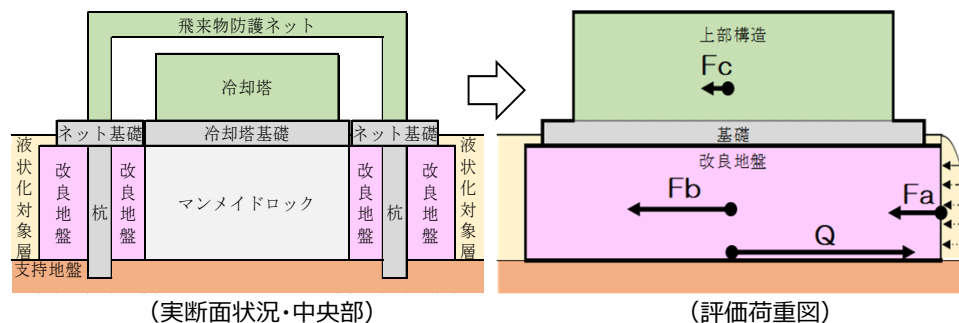 飛来物防護ネット
冷却塔
ネット基礎
冷却塔基礎
ネット基礎
液状化対象層
改良地盤
杭
改良地盤
マンメイドロック
改良地盤
杭
改良地盤
液状化対象層
支持地盤
(実断面状況・中央部)
上部構造
Fc
基礎
改良地盤
Fb
Fa
Q
(評価荷重図)